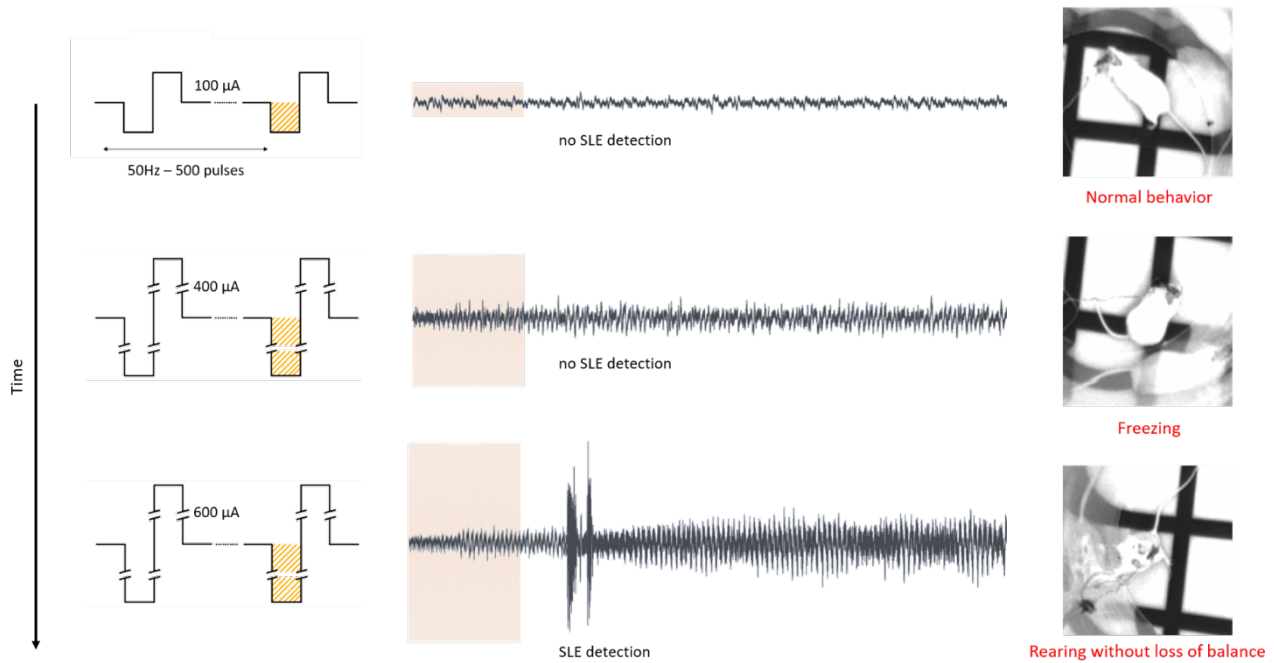 100 µA
50Hz – 500 pulses
no SLE detection
Normal behavior
400 µA
no SLE detection
Freezing
Time
600 µA
SLE detection
Rearing without loss of balance